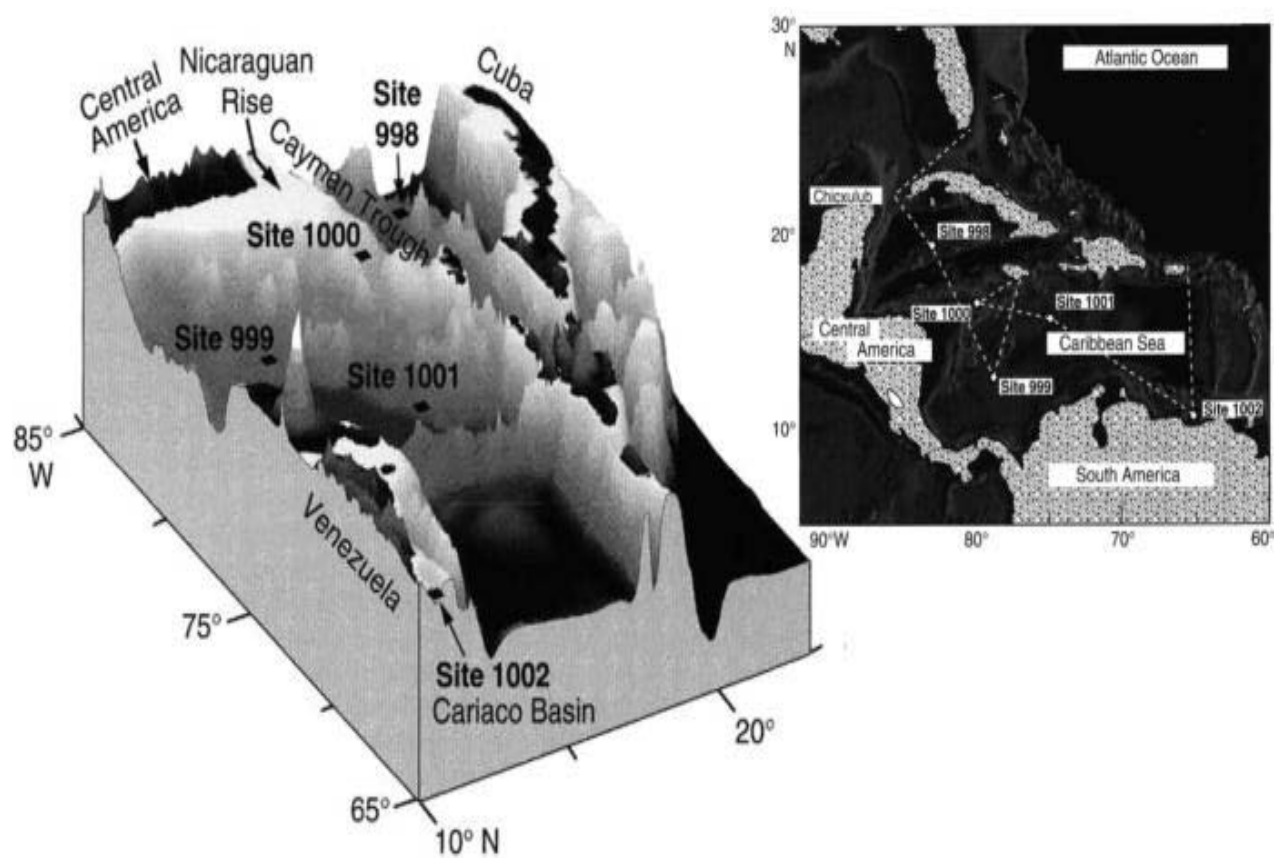 Central
America
Nicaraguan
Rise
Site
998
Cuba
Cayman Trough
Site 1000
Site 999
Site 1001
85°
W
Venezuela
75°
Site 1002
Cariaco Basin
20°
65°
10° N
30°
N
Atlantic Ocean
Chicxulub
20°
Site 998
Site 1001
Site 1000
Central
America
Caribbean Sea
Site 999
Site 1002
10°
South America
90°W
80°
70°
60°